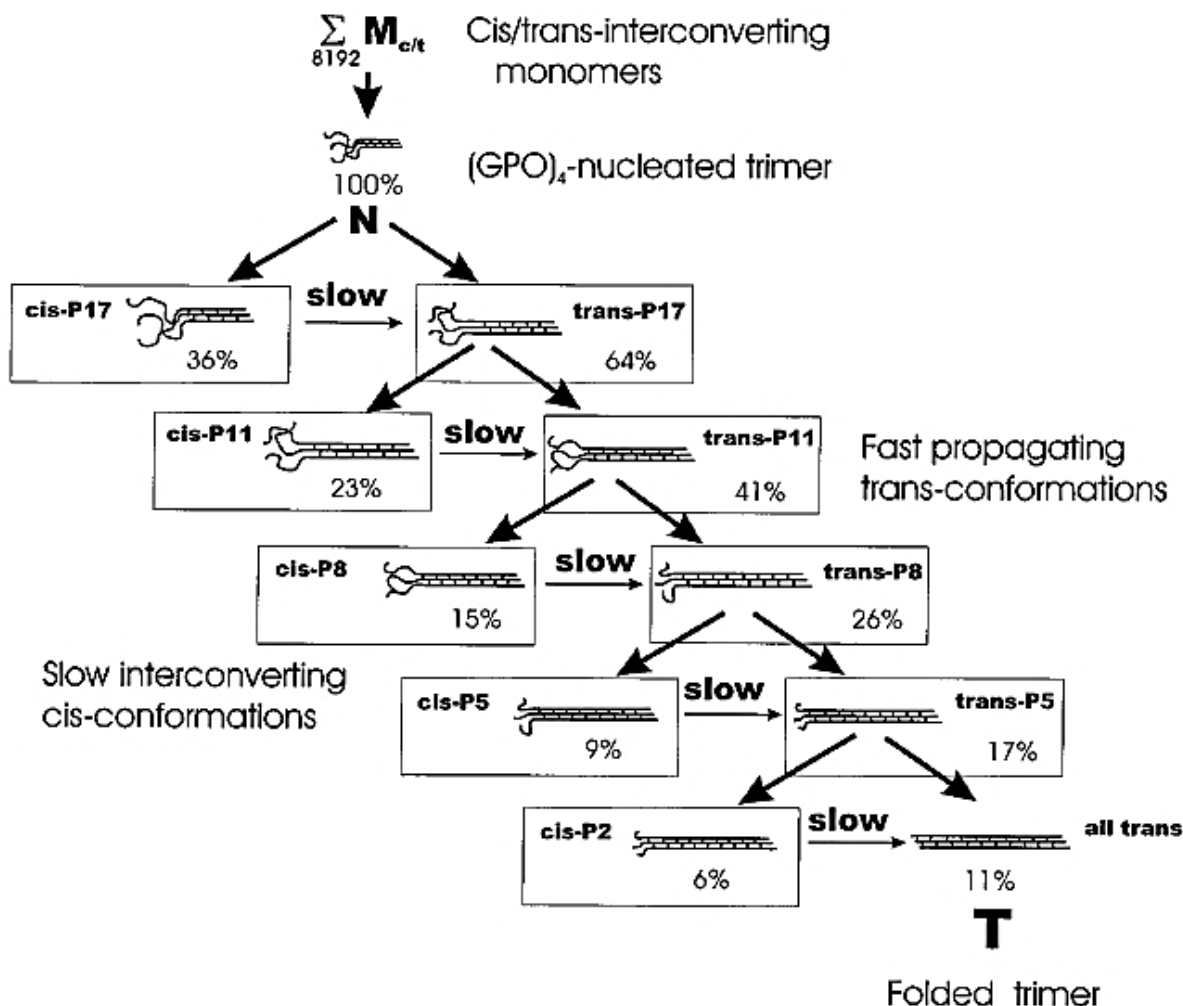 Σ M c/t
8192
Cis/trans-interconverting
monomers
(GPO)₄-nucleated trimer
100%
N
cis-P17
36%
slow
trans-P17
64%
cis-P11
23%
slow
trans-P11
41%
Fast propagating
trans-conformations
cis-P8
15%
slow
trans-P8
26%
Slow interconverting
cis-conformations
cis-P5
9%
slow
trans-P5
17%
cis-P2
6%
slow
all trans
11%
T
Folded trimer